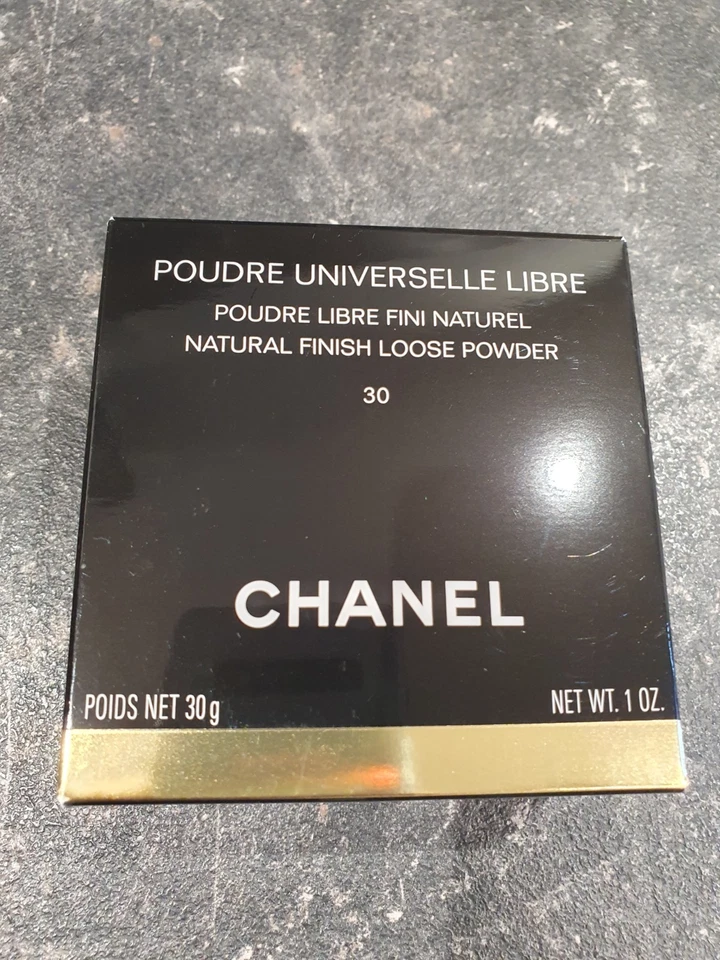 POUDRE UNIVERSELLE LIBRE
POUDRE LIBRE FINI NATUREL
NATURAL FINISH LOOSE POWDER
30
CHANEL
POIDS NET 30 g NET WT. 1 OZ.